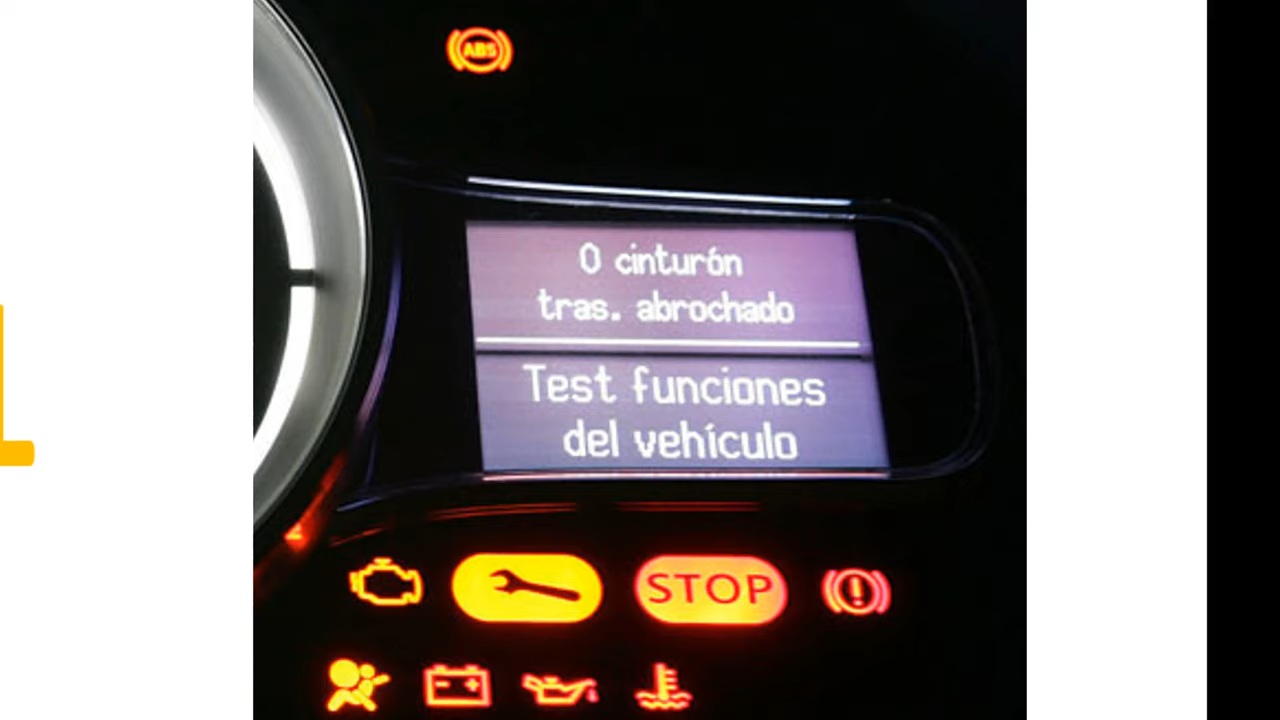 ABS
0 cinturón
tras. abrochado
Test funciones
del vehículo
STOP